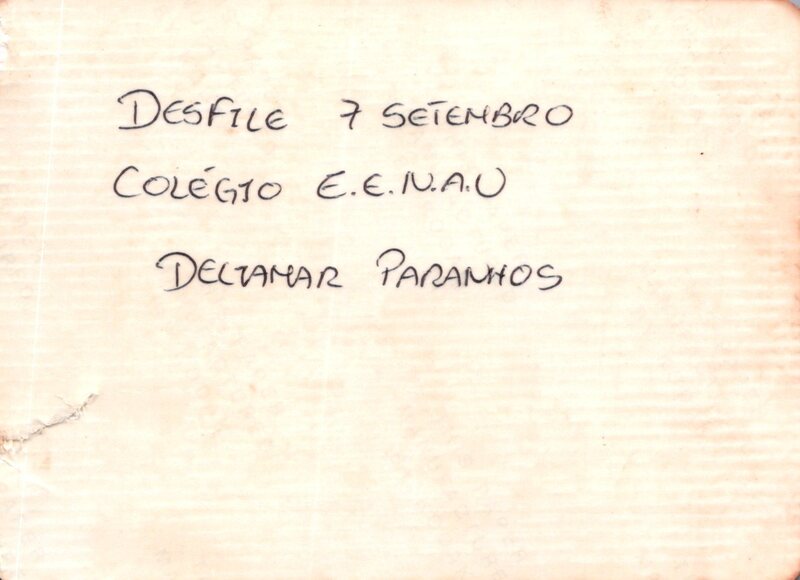 DESFILE 7 SETEMBRO
COLÉGIO E.E.N.A.U
DELTAMAR PARANHOS